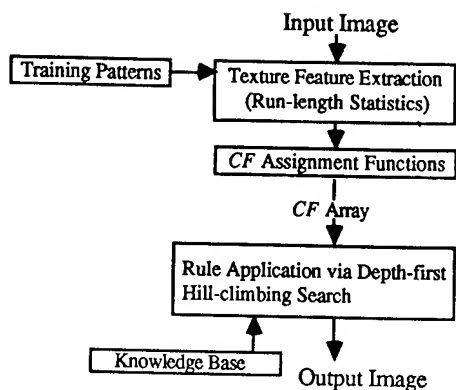 Input Image
Training Patterns
Texture Feature Extraction
(Run-length Statistics)
CF Assignment Functions
CF Array
Rule Application via Depth-first
Hill-climbing Search
Knowledge Base
Output Image